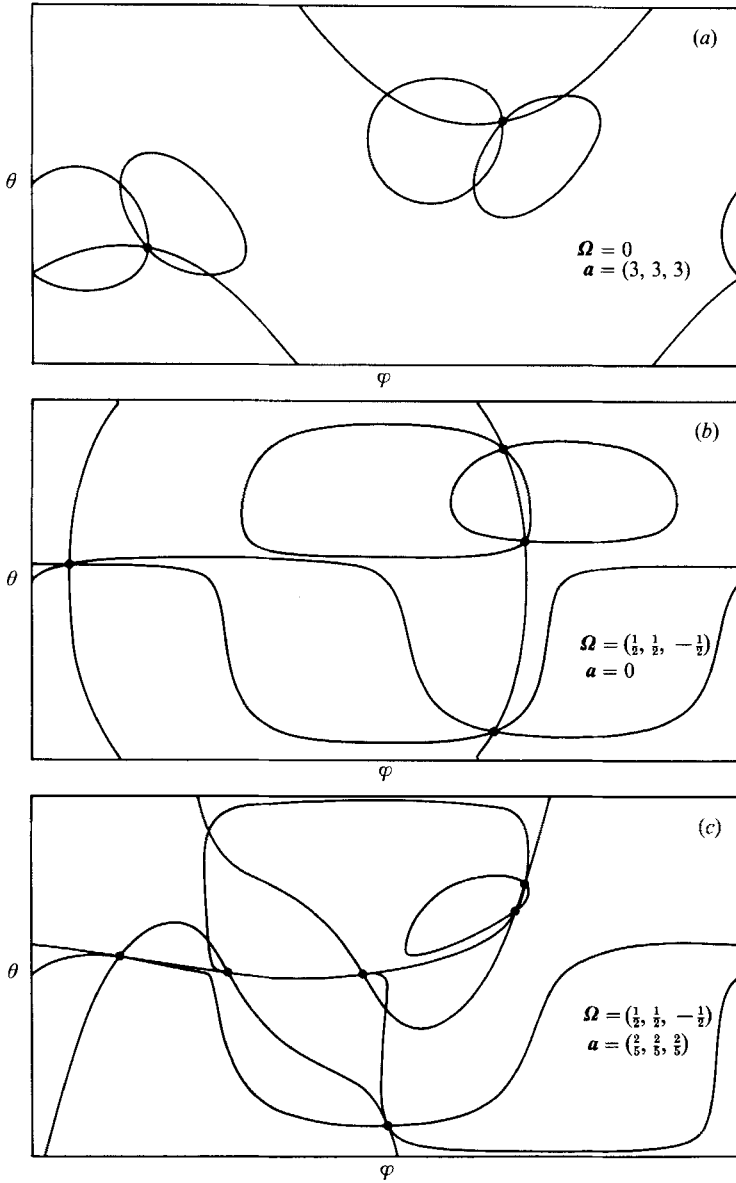 (a)
θ
Ω = 0
a = (3, 3, 3)
φ
(b)
θ
Ω = (1/2, 1/2, −1/2)
a = 0
φ
(c)
θ
Ω = (1/2, 1/2, −1/2)
a = (2/5, 2/5, 2/5)
φ